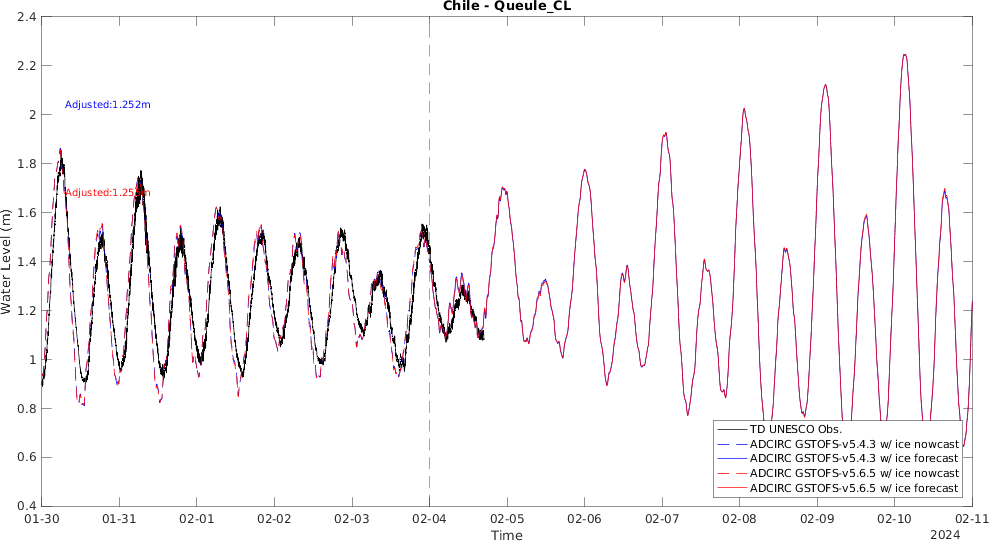 Chile - Queule_CL
2.4
2.2
2
1.8
1.6
1.4
1.2
1
0.8
0.6
0.4
Water Level (m)
Adjusted:1.252m
TD UNESCO Obs.
ADCIRC GSTOFS-v5.4.3 w/ ice nowcast
ADCIRC GSTOFS-v5.4.3 w/ ice forecast
ADCIRC GSTOFS-v5.6.5 w/ ice nowcast
ADCIRC GSTOFS-v5.6.5 w/ ice forecast
01-30 01-31 02-01 02-02 02-03 02-04 02-05 02-06 02-07 02-08 02-09 02-10 02-11
Time
2024